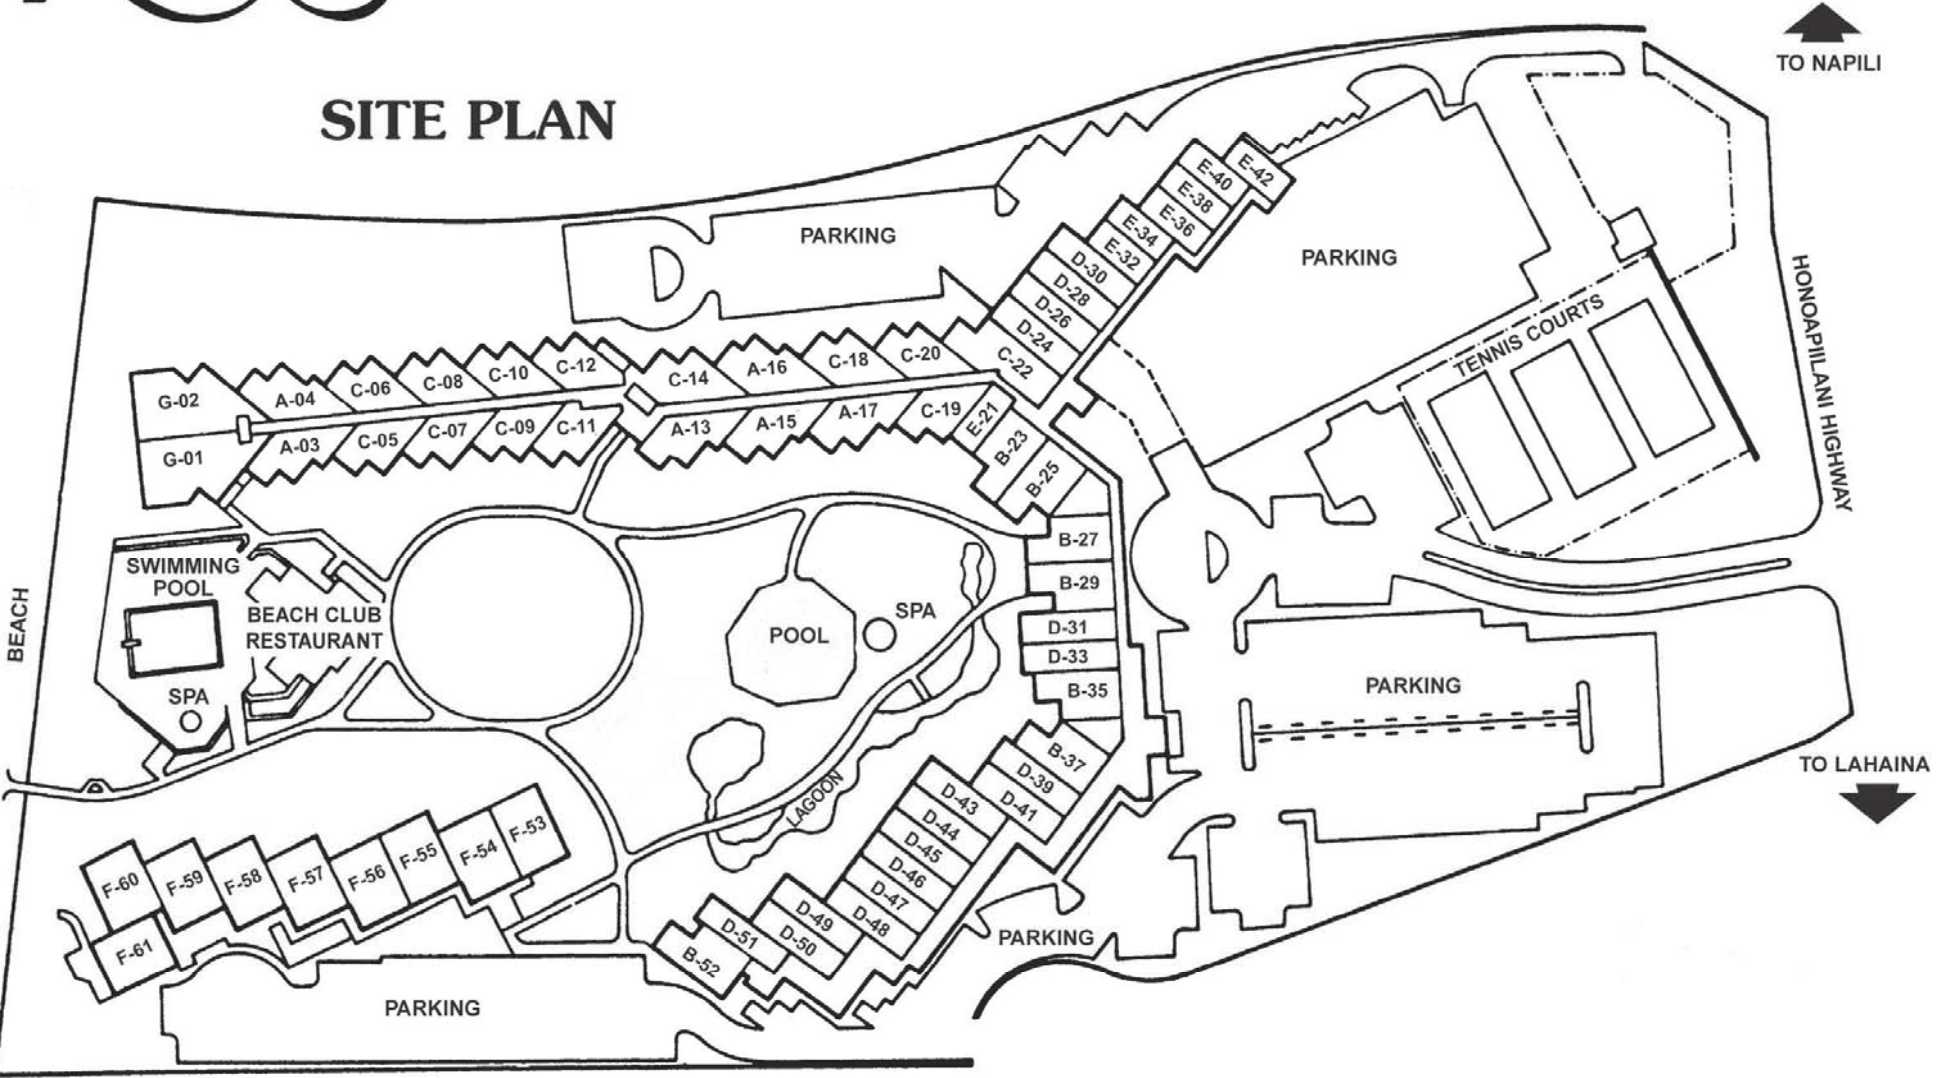 SITE PLAN
TO NAPILI
PARKING
PARKING
HONOAPIILANI HIGHWAY
TENNIS COURTS
E-42
E-40
E-38
E-36
E-34
E-32
D-30
D-28
D-26
D-24
C-22
G-02
A-04
C-06
C-08
C-10
C-12
C-14
A-16
C-18
C-20
G-01
A-03
C-05
C-07
C-09
C-11
A-13
A-15
A-17
C-19
E-21
B-23
B-25
B-27
B-29
D-31
D-33
B-35
B-37
D-39
D-41
D-43
D-44
D-45
D-46
D-47
D-48
D-49
D-50
D-51
B-52
BEACH
SWIMMING
POOL
BEACH CLUB
RESTAURANT
SPA
POOL
SPA
LAGOON
PARKING
TO LAHAINA
F-53
F-54
F-55
F-56
F-57
F-58
F-59
F-60
F-61
PARKING
PARKING